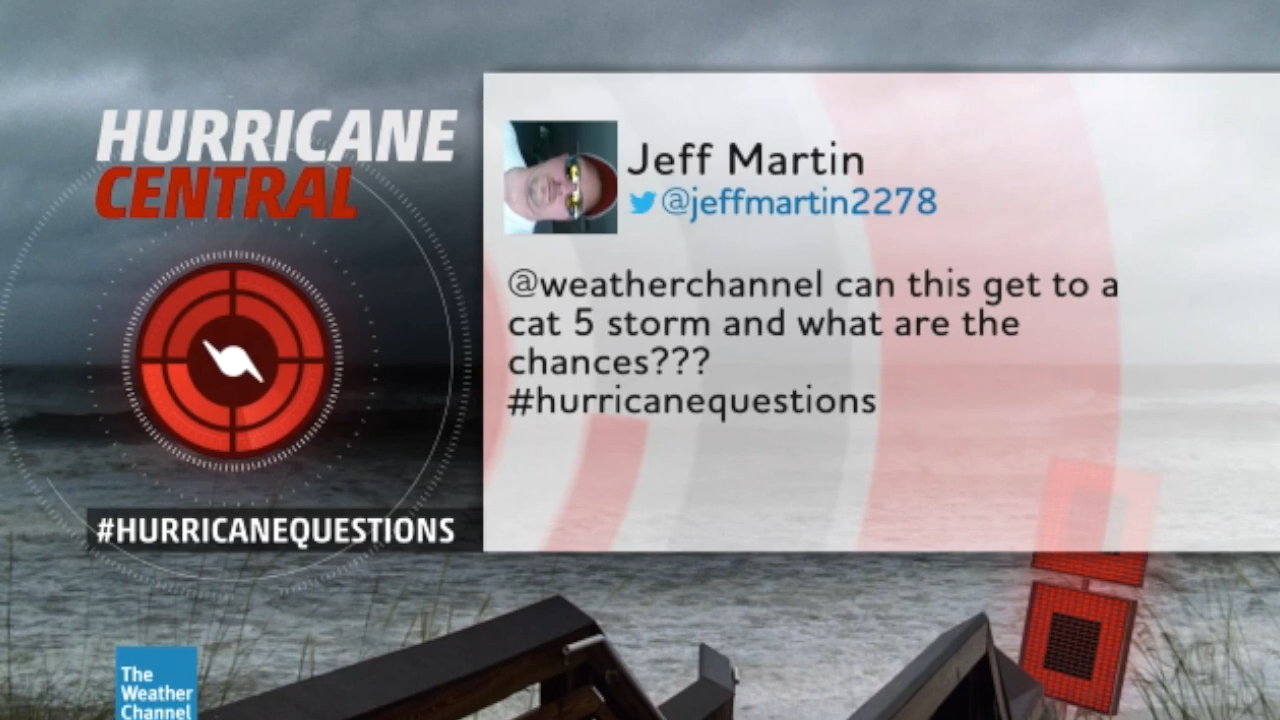 HURRICANE
CENTRAL
#HURRICANEQUESTIONS
Jeff Martin
@jeffmartin2278
@weatherchannel can this get to a
cat 5 storm and what are the
chances???
#hurricanequestions
The
Weather
Channel